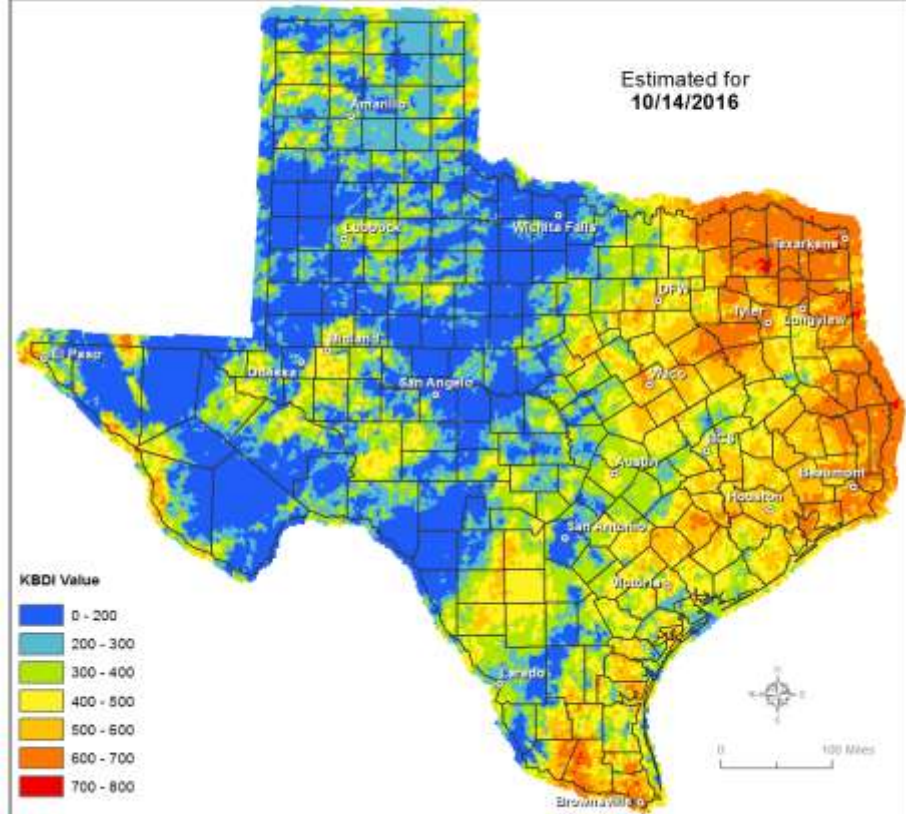 Estimated for
10/14/2016
Amarillo
Lubbock
Wichita Falls
Texarkana
DFW
Tyler
Longview
Midland
El Paso
Odessa
San Angelo
Waco
BCS
Austin
Beaumont
Houston
San Antonio
Victoria
Laredo
Brownsville
KBDI Value
0 - 200
200 - 300
300 - 400
400 - 500
500 - 600
600 - 700
700 - 800
0 100 Miles